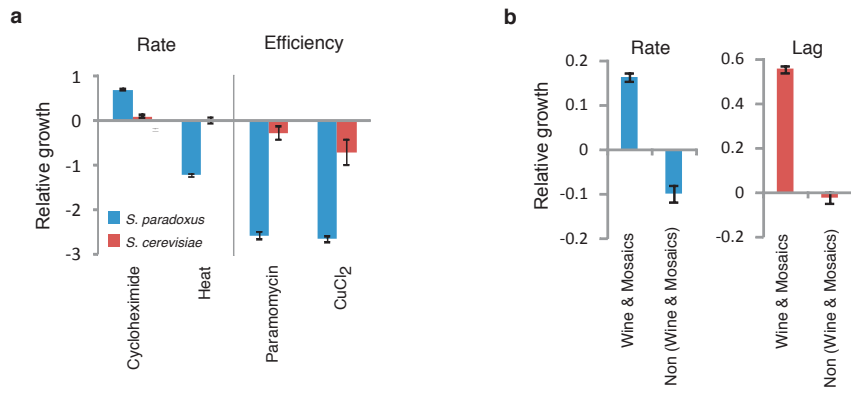 a
Rate
Efficiency
Relative growth
1
0
-1
-2
-3
S. paradoxus
S. cerevisiae
Cycloheximide
Heat
Paramomycin
CuCl2
b
Rate
Relative growth
0.2
0.1
0
-0.1
-0.2
Wine & Mosaics
Non (Wine & Mosaics)
Lag
0.6
0.4
0.2
0
-0.2
Wine & Mosaics
Non (Wine & Mosaics)